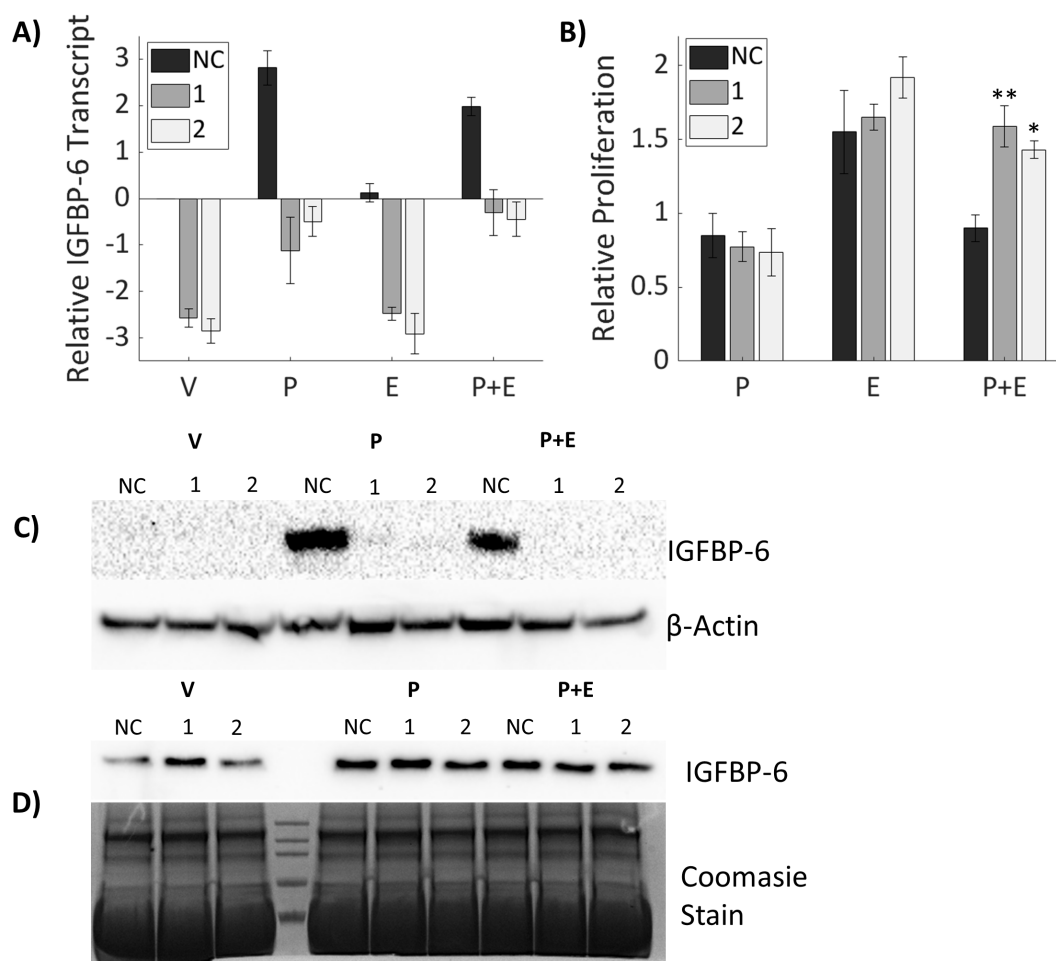 A)
Relative IGFBP-6 Transcript
3
2
1
0
-1
-2
-3
NC
1
2
V P E P+E
B)
Relative Proliferation
2
1.5
1
0.5
0
NC
1
2
** *
P E P+E
C)
V P P+E
NC 1 2 NC 1 2 NC 1 2
IGFBP-6
β-Actin
D)
V P P+E
NC 1 2 NC 1 2 NC 1 2
IGFBP-6
Coomasie
Stain